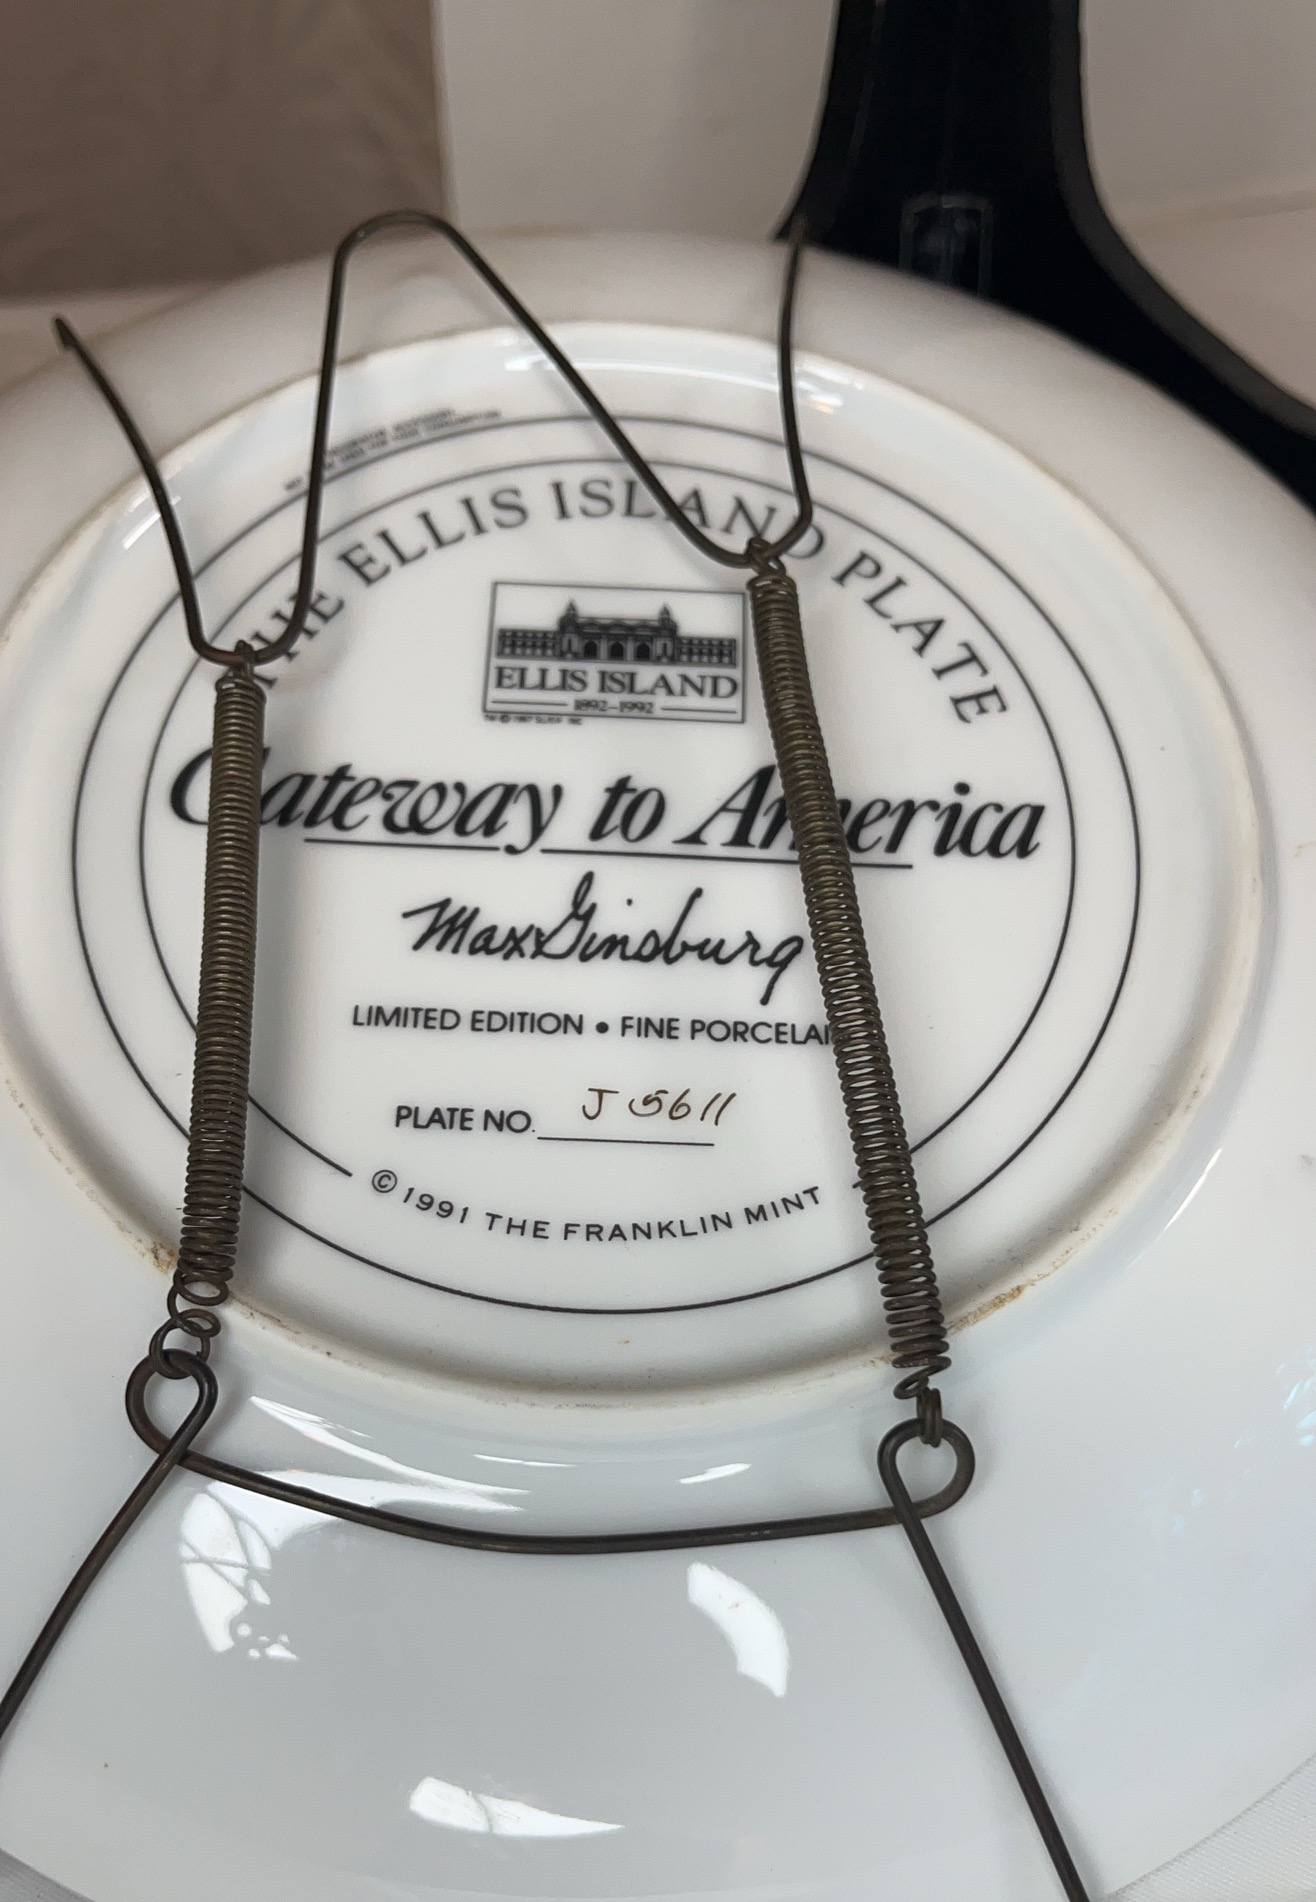 THE ELLIS ISLAND PLATE
ELLIS ISLAND
1892-1992
Gateway to America
Max Ginsburg
LIMITED EDITION • FINE PORCELAI
PLATE NO. J5611
© 1991 THE FRANKLIN MINT